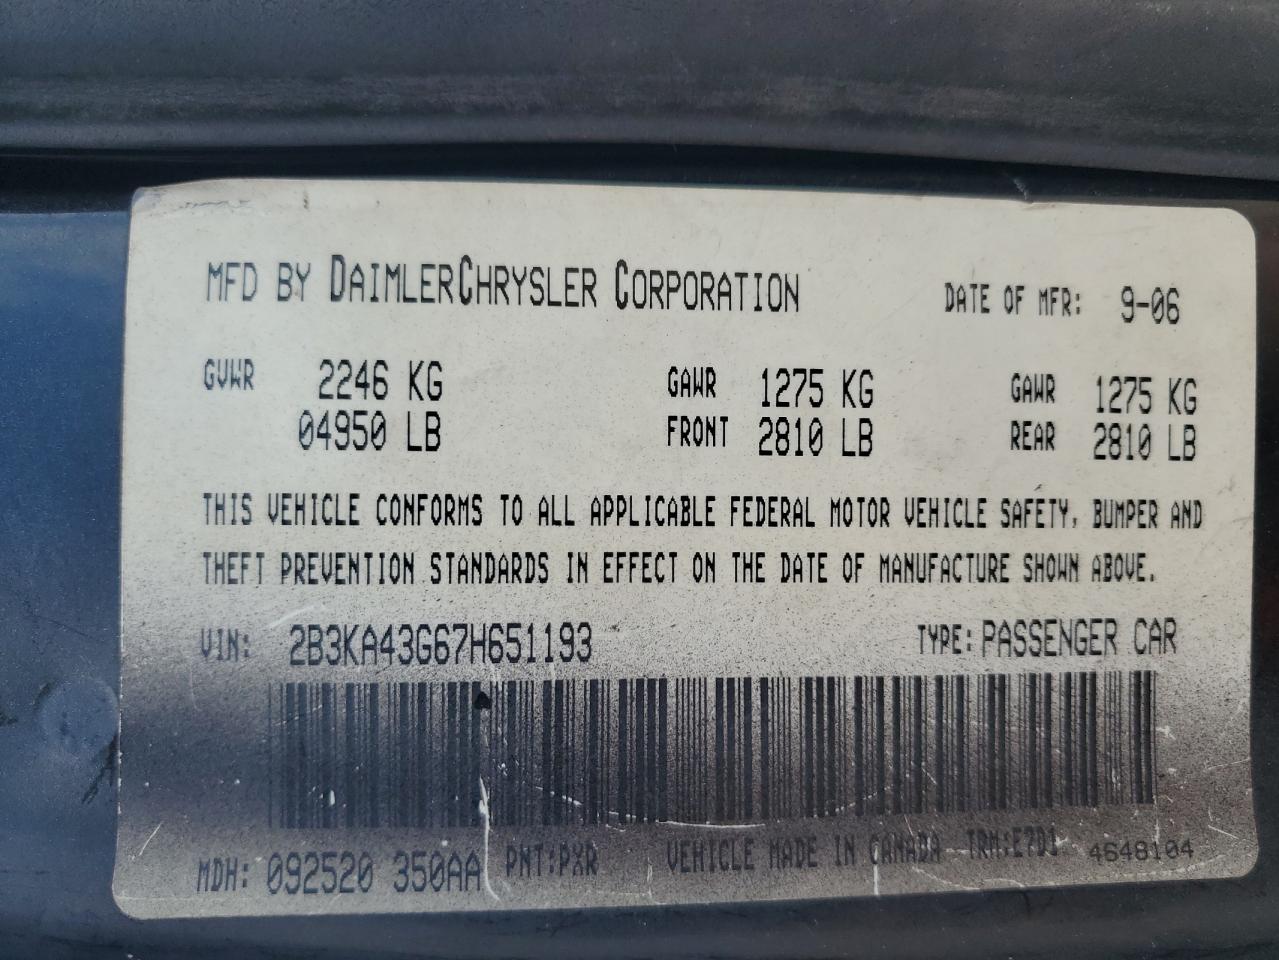 MFD BY DAIMLERCHRYSLER CORPORATION DATE OF MFR: 9-06
GVWR 2246 KG GAWR 1275 KG GAWR 1275 KG
04950 LB FRONT 2810 LB REAR 2810 LB
THIS VEHICLE CONFORMS TO ALL APPLICABLE FEDERAL MOTOR VEHICLE SAFETY, BUMPER AND
THEFT PREVENTION STANDARDS IN EFFECT ON THE DATE OF MANUFACTURE SHOWN ABOVE.
VIN: 2B3KA43G67H651193 TYPE: PASSENGER CAR
MDH: 092520 350AA PNT:PXR VEHICLE MADE IN CANADA TRM:E7D1 4648104